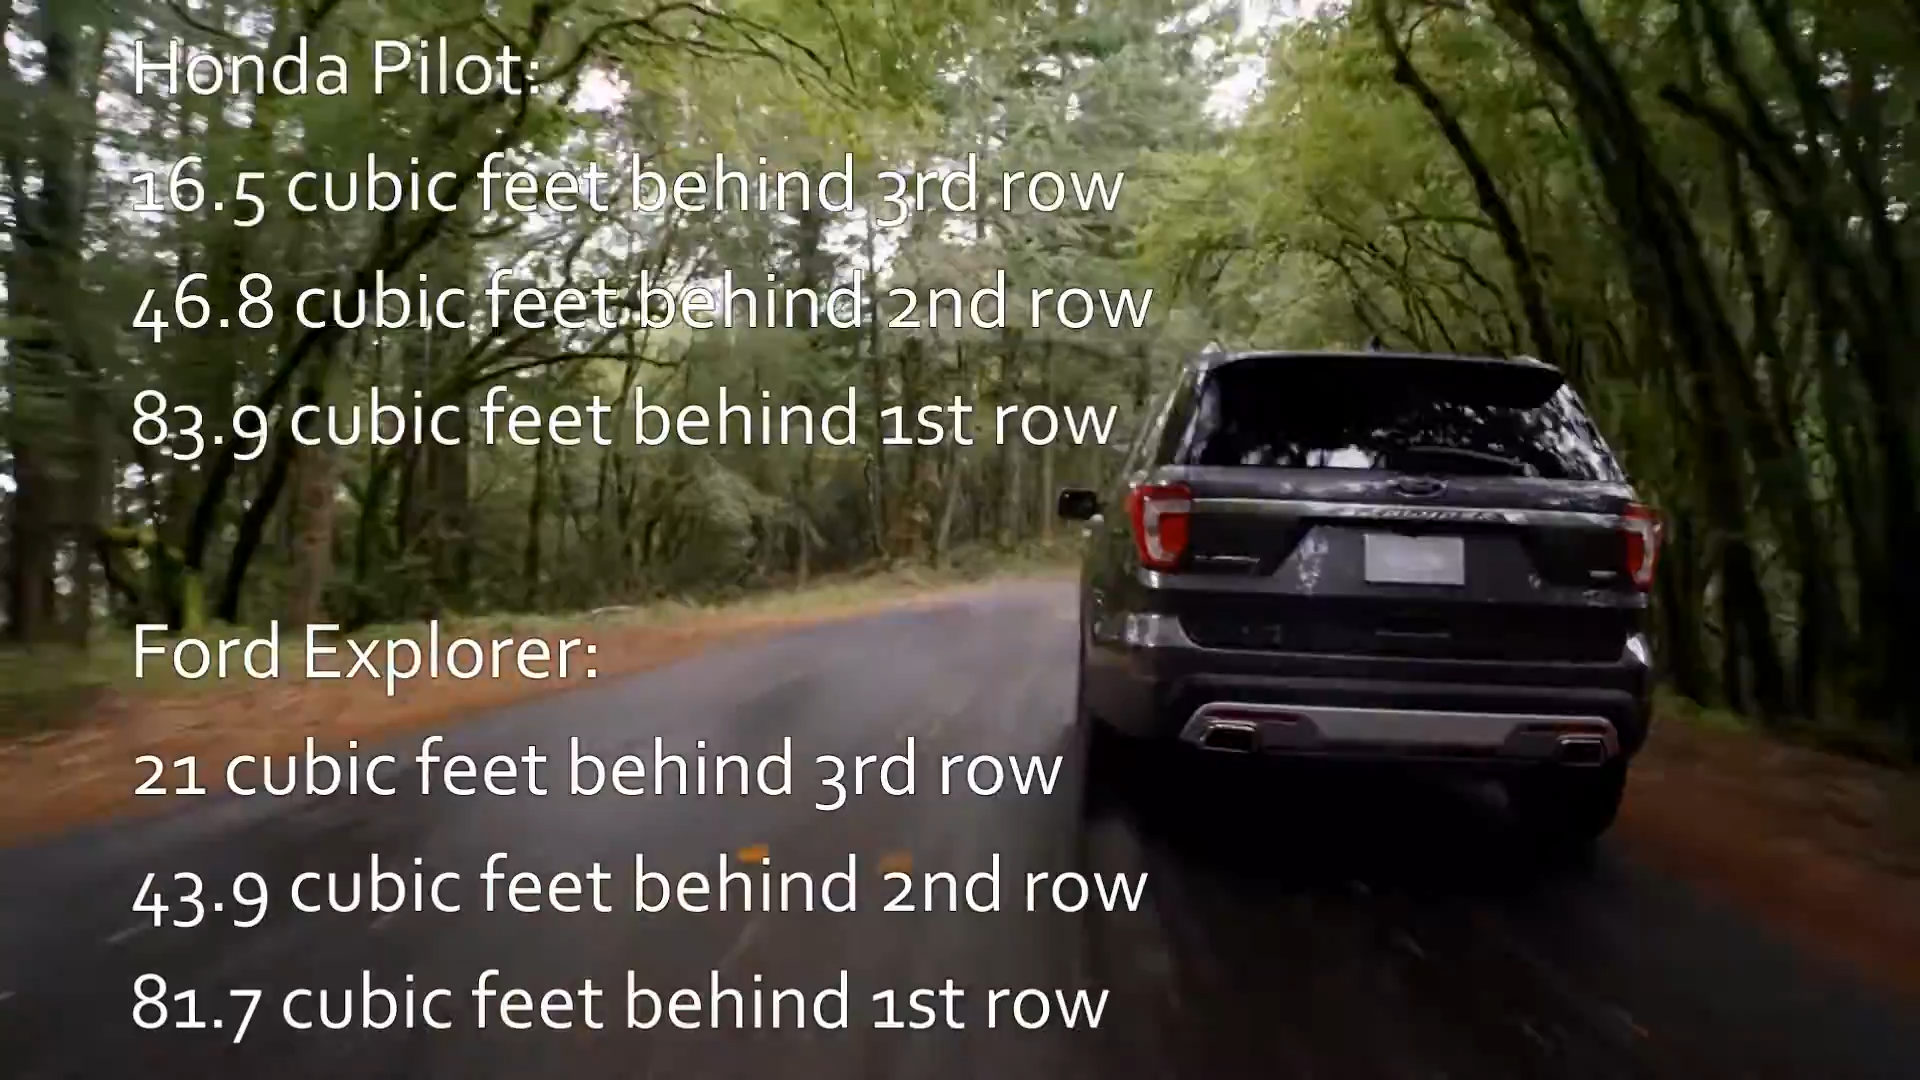 Honda Pilot:
16.5 cubic feet behind 3rd row
46.8 cubic feet behind 2nd row
83.9 cubic feet behind 1st row
Ford Explorer:
21 cubic feet behind 3rd row
43.9 cubic feet behind 2nd row
81.7 cubic feet behind 1st row